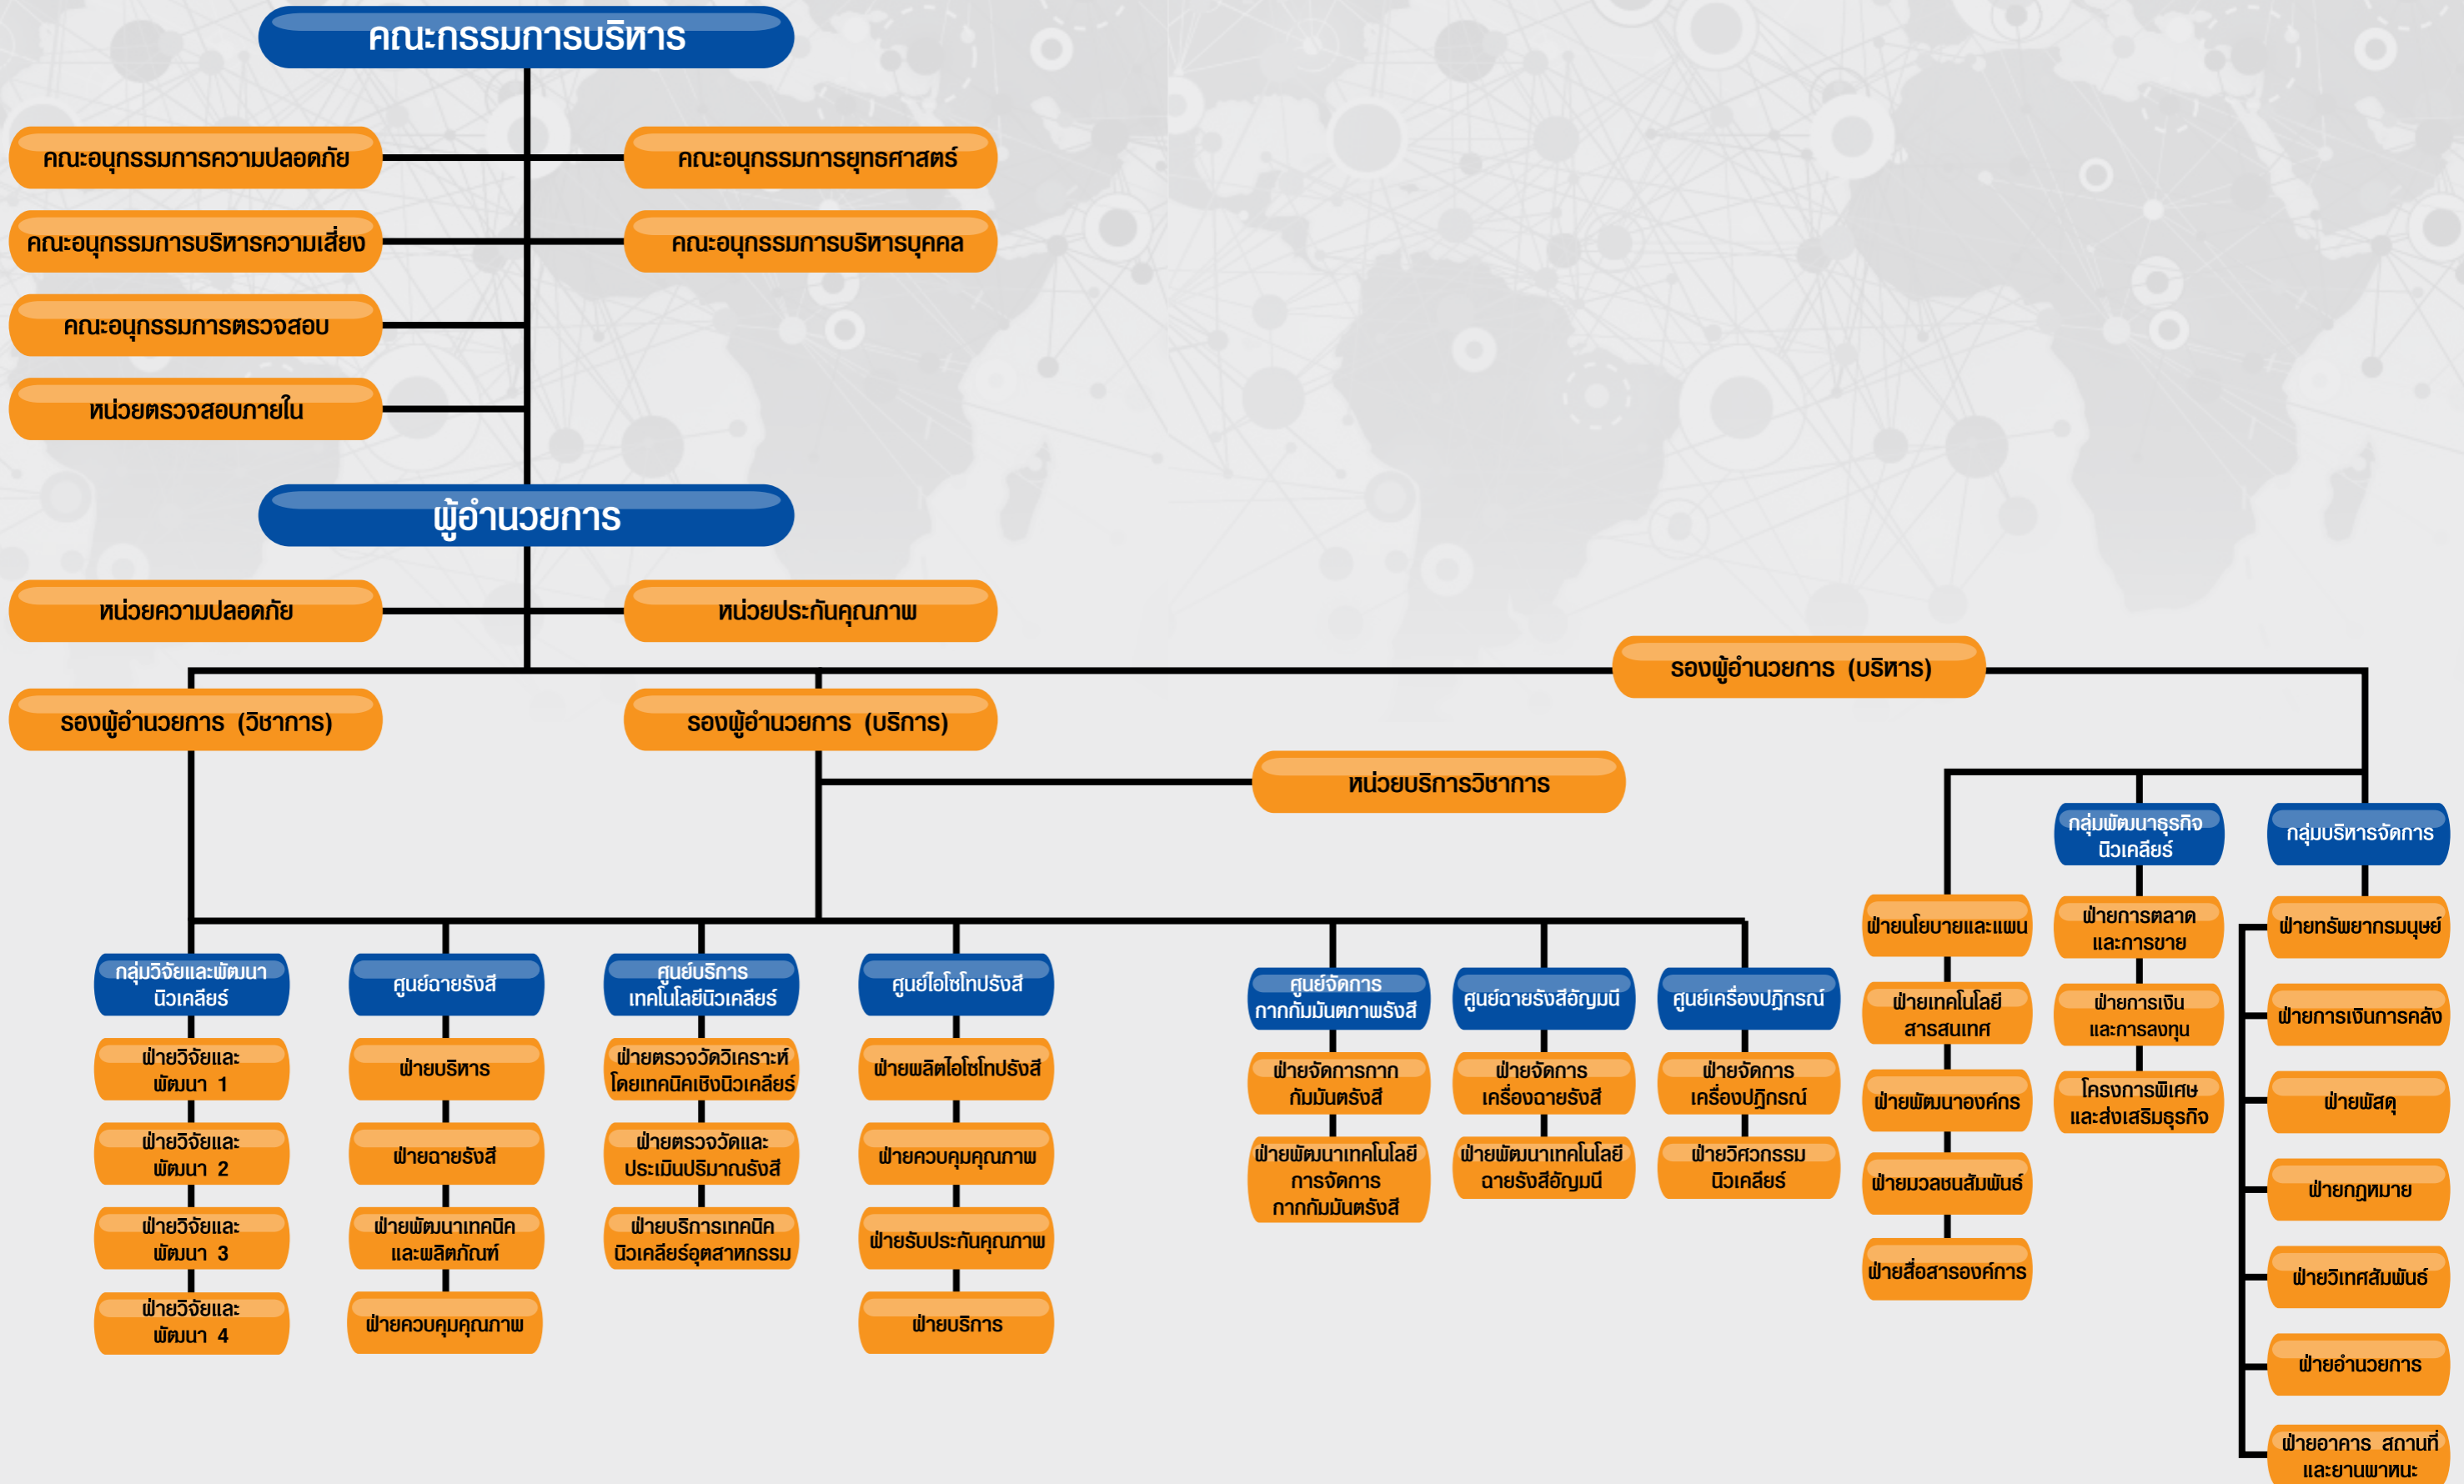 คณะกรรมการบริหาร
คณะอนุกรรมการความปลอดภัย
คณะอนุกรรมการยุทธศาสตร์
คณะอนุกรรมการบริหารความเสี่ยง
คณะอนุกรรมการบริหารบุคคล
คณะอนุกรรมการตรวจสอบ
หน่วยตรวจสอบภายใน
ผู้อำนวยการ
หน่วยความปลอดภัย
หน่วยประกันคุณภาพ
รองผู้อำนวยการ (บริหาร)
รองผู้อำนวยการ (วิชาการ)
รองผู้อำนวยการ (บริการ)
หน่วยบริการวิชาการ
กลุ่มวิจัยและพัฒนา
นิวเคลียร์
ฝ่ายวิจัยและ
พัฒนา 1
ฝ่ายวิจัยและ
พัฒนา 2
ฝ่ายวิจัยและ
พัฒนา 3
ฝ่ายวิจัยและ
พัฒนา 4
ศูนย์ฉายรังสี
ฝ่ายบริหาร
ฝ่ายฉายรังสี
ฝ่ายพัฒนาเทคนิค
และผลิตภัณฑ์
ฝ่ายควบคุมคุณภาพ
ศูนย์บริการ
เทคโนโลยีนิวเคลียร์
ฝ่ายตรวจวัดวิเคราะห์
โดยเทคนิคเชิงนิวเคลียร์
ฝ่ายตรวจวัดและ
ประเมินปริมาณรังสี
ฝ่ายบริการเทคนิค
นิวเคลียร์อุตสาหกรรม
ศูนย์ไอโซโทปรังสี
ฝ่ายผลิตไอโซโทปรังสี
ฝ่ายควบคุมคุณภาพ
ฝ่ายรับประกันคุณภาพ
ฝ่ายบริการ
ศูนย์จัดการ
กากกัมมันตภาพรังสี
ฝ่ายจัดการกาก
กัมมันตรังสี
ฝ่ายพัฒนาเทคโนโลยี
การจัดการ
กากกัมมันตรังสี
ศูนย์ฉายรังสีอัญมนี
ฝ่ายจัดการ
เครื่องฉายรังสี
ฝ่ายพัฒนาเทคโนโลยี
ฉายรังสีอัญมนี
ศูนย์เครื่องปฏิกรณ์
ฝ่ายจัดการ
เครื่องปฏิกรณ์
ฝ่ายวิศวกรรม
นิวเคลียร์
ฝ่ายนโยบายและแผน
ฝ่ายเทคโนโลยี
สารสนเทศ
ฝ่ายพัฒนาองค์กร
ฝ่ายมวลชนสัมพันธ์
ฝ่ายสื่อสารองค์การ
กลุ่มพัฒนาธุรกิจ
นิวเคลียร์
ฝ่ายการตลาด
และการขาย
ฝ่ายการเงิน
และการลงทุน
โครงการพิเศษ
และส่งเสริมธุรกิจ
กลุ่มบริหารจัดการ
ฝ่ายทรัพยากรมนุษย์
ฝ่ายการเงินการคลัง
ฝ่ายพัสดุ
ฝ่ายกฎหมาย
ฝ่ายวิเทศสัมพันธ์
ฝ่ายอำนวยการ
ฝ่ายอาคาร สถานที่
และยานพาหนะ